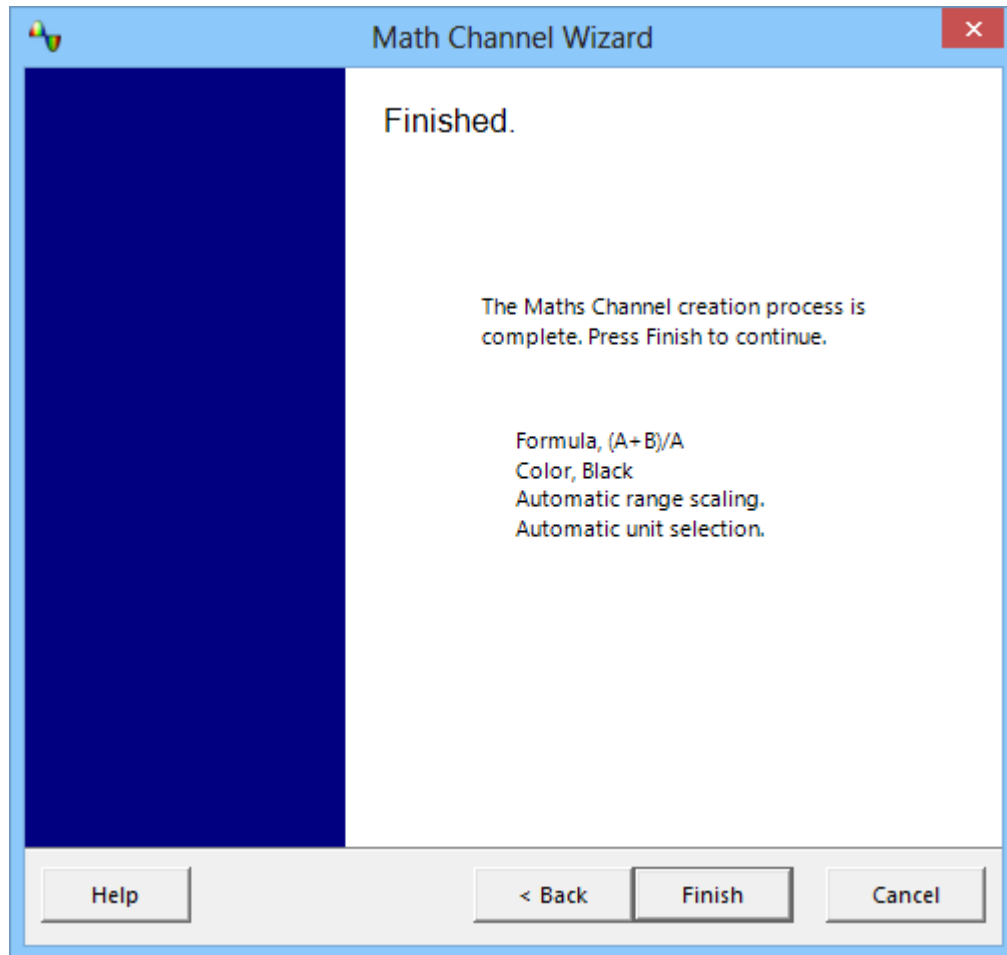 Math Channel Wizard
Finished.
The Maths Channel creation process is
complete. Press Finish to continue.
Formula, (A+B)/A
Color, Black
Automatic range scaling.
Automatic unit selection.
Help
< Back
Finish
Cancel